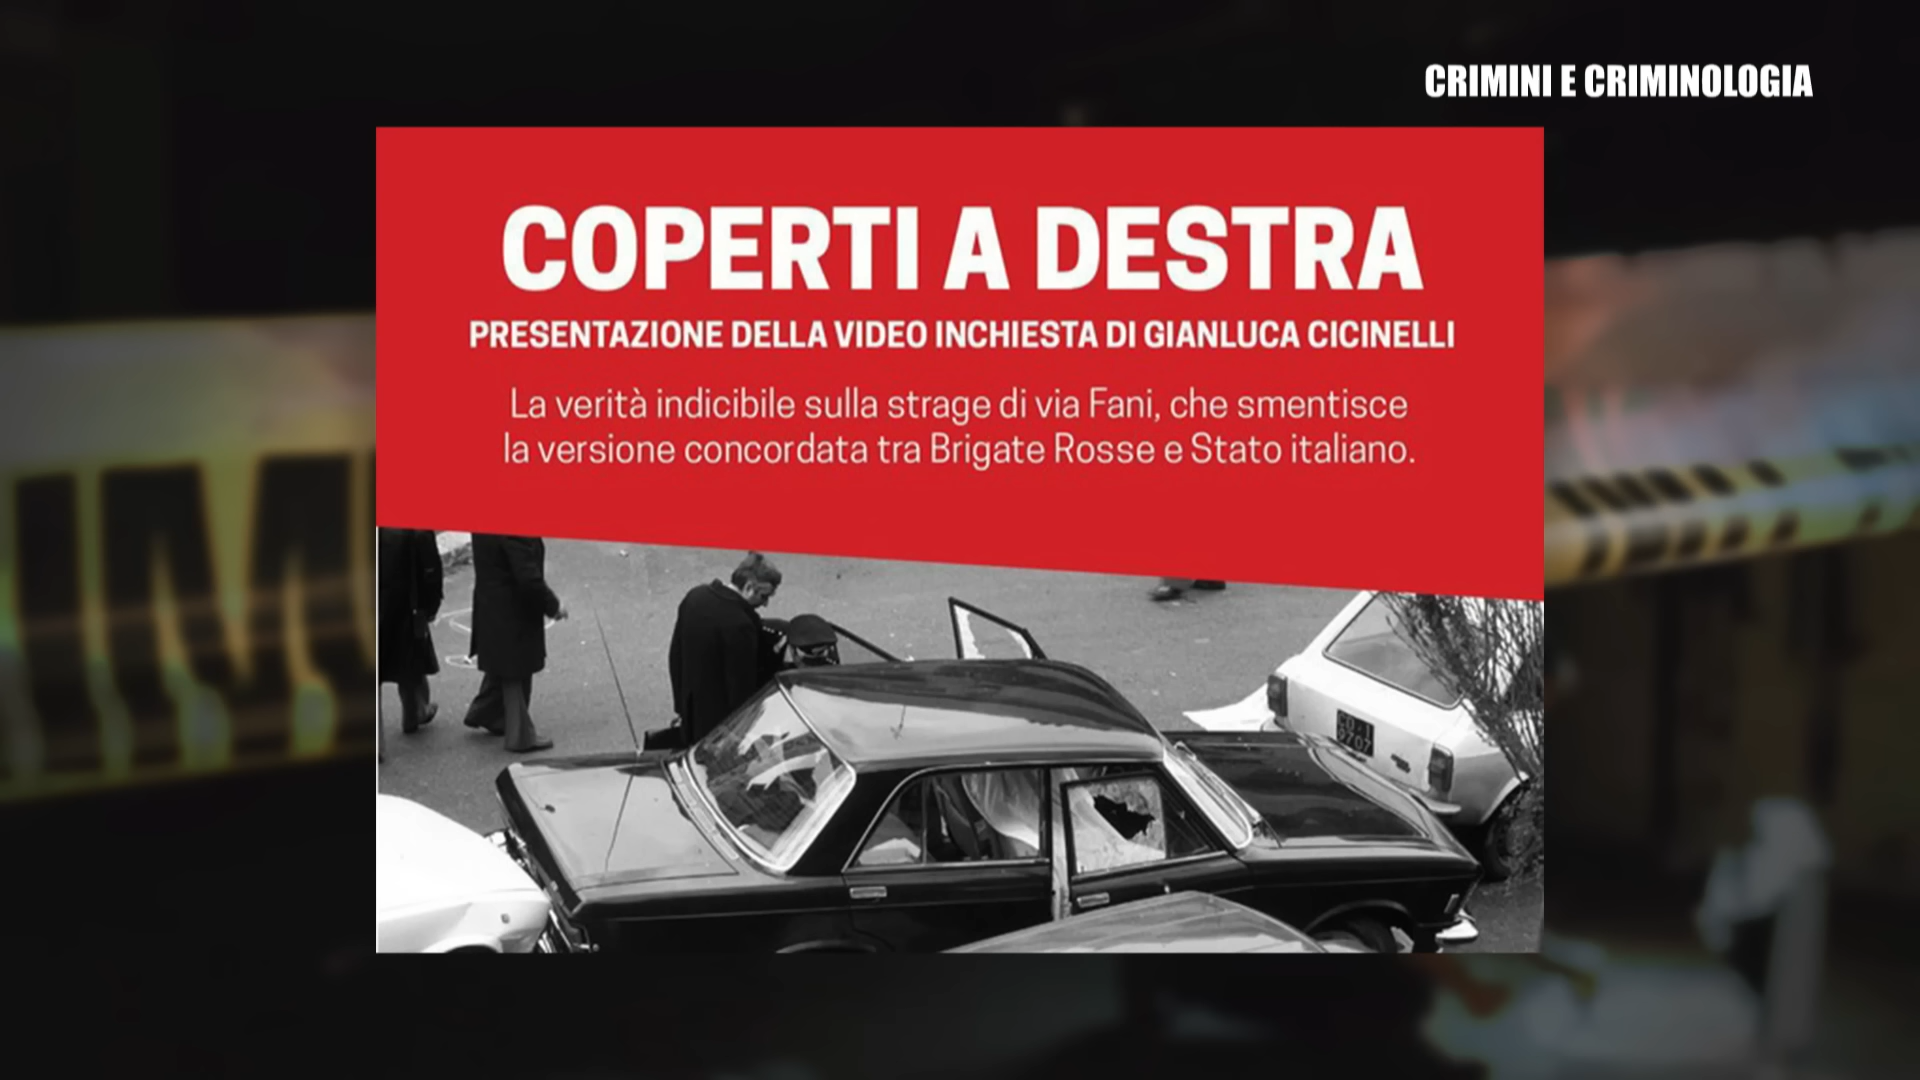 CRIMINI E CRIMINOLOGIA
COPERTI A DESTRA
PRESENTAZIONE DELLA VIDEO INCHIESTA DI GIANLUCA CICINELLI
La verità indicibile sulla strage di via Fani, che smentisce
la versione concordata tra Brigate Rosse e Stato italiano.